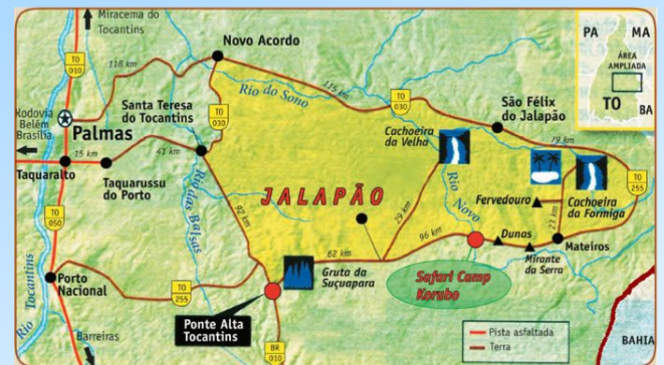 Miracema do
Tocantins
Novo Acordo
PA
MA
ÁREA
AMPLIADA
TO
BA
TO
010
118 km
Rio do Sono
115 km
TO
030
São Félix
do Jalapão
Rodovia
Belém
Brasília
Palmas
Santa Teresa
do Tocantins
TO
030
Cachoeira
da Velha
79 km
15 km
41 km
Taquaralto
Taquarussu
do Porto
Rio das Balsas
JALAPÃO
Rio Novo
Fervedouro
Cachoeira
da Formiga
TO
255
TO
050
92 km
29 km
96 km
23 km
Dunas
Mateiros
Mirante
da Serra
62 km
Gruta da
Suçuapara
Safari Camp
Korubo
Porto
Nacional
TO
255
Rio Tocantins
Ponte Alta
Tocantins
Barreiras
BR
010
Pista asfaltada
Terra
BAHIA